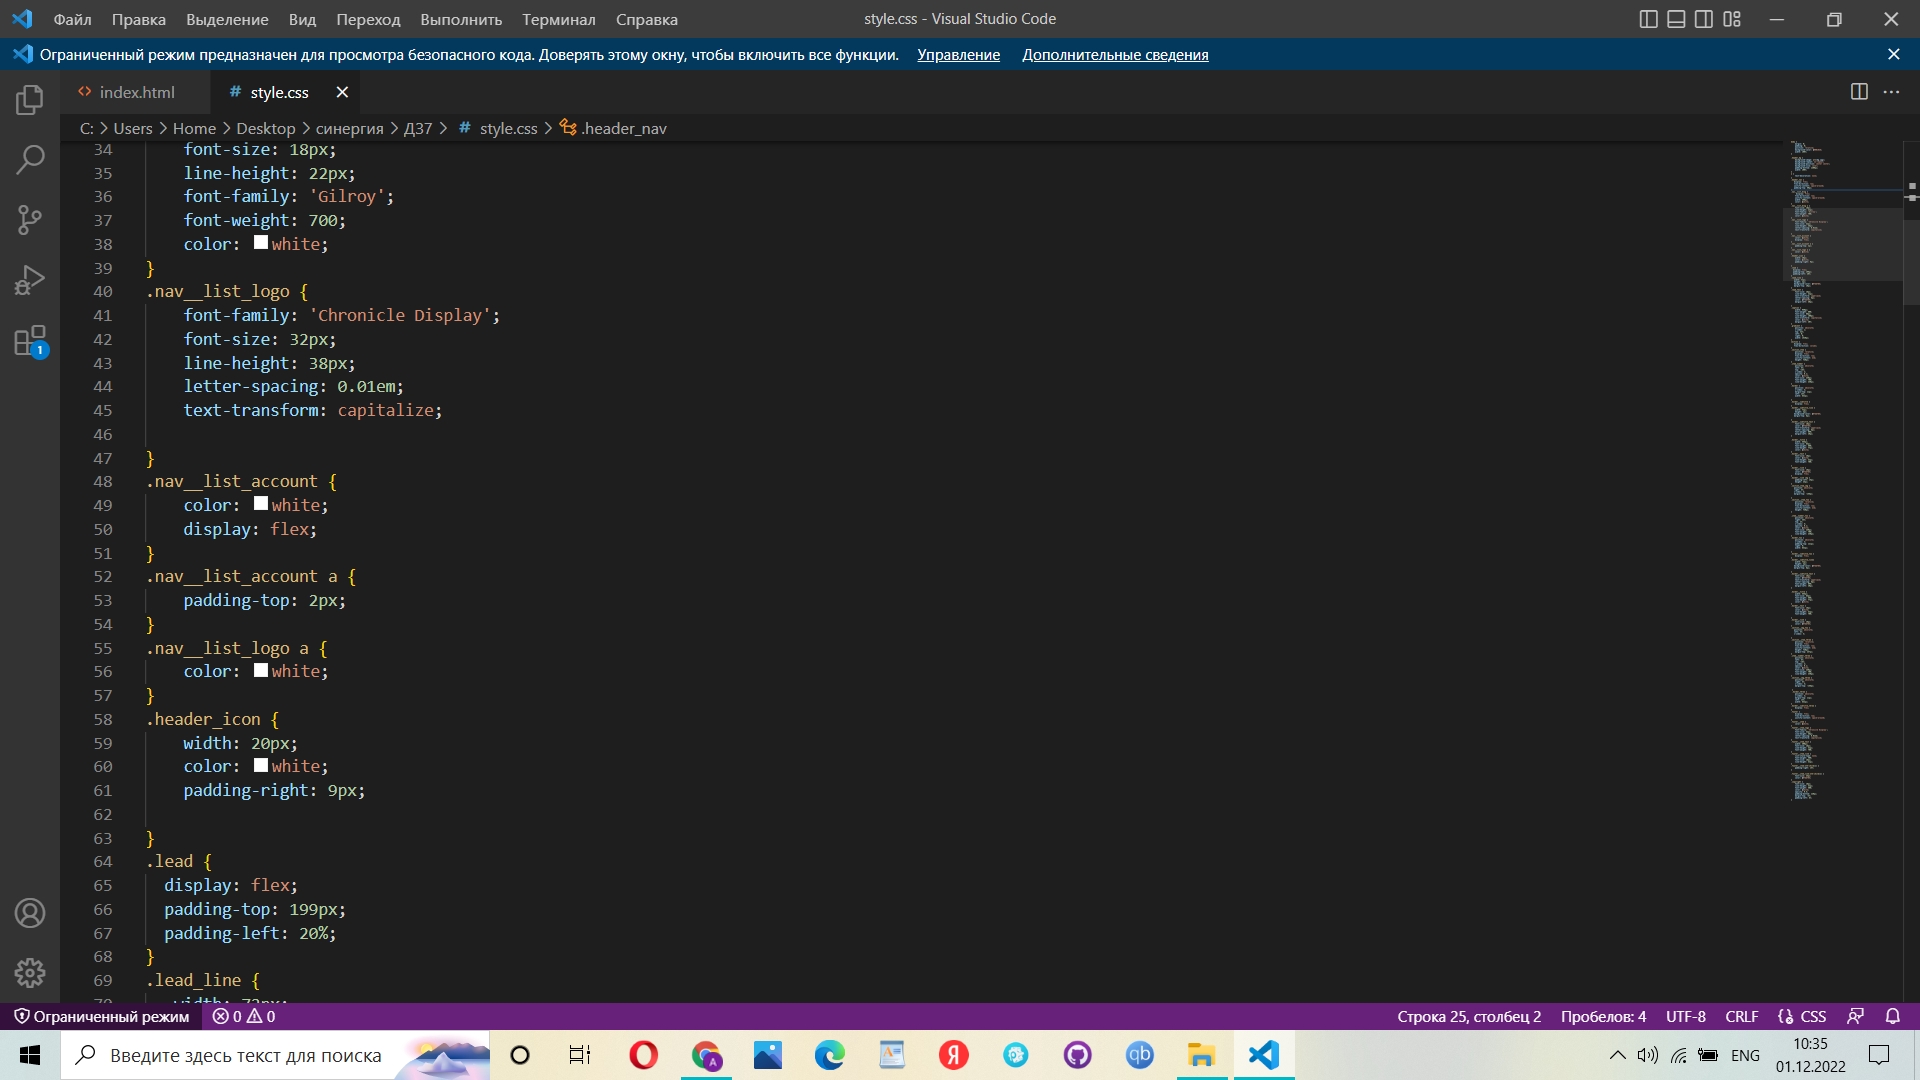 Файл Правка Выделение Вид Переход Выполнить Терминал Справка style.css - Visual Studio Code
Ограниченный режим предназначен для просмотра безопасного кода. Доверять этому окну, чтобы включить все функции. Управление Дополнительные сведения
index.html # style.css
C: > Users > Home > Desktop > синергия > ДЗ7 > # style.css > .header_nav
34 font-size: 18px;
35 line-height: 22px;
36 font-family: 'Gilroy';
37 font-weight: 700;
38 color: white;
39 }
40 .nav__list_logo {
41 font-family: 'Chronicle Display';
42 font-size: 32px;
43 line-height: 38px;
44 letter-spacing: 0.01em;
45 text-transform: capitalize;
46
47 }
48 .nav__list_account {
49 color: white;
50 display: flex;
51 }
52 .nav__list_account a {
53 padding-top: 2px;
54 }
55 .nav__list_logo a {
56 color: white;
57 }
58 .header_icon {
59 width: 20px;
60 color: white;
61 padding-right: 9px;
62
63 }
64 .lead {
65 display: flex;
66 padding-top: 199px;
67 padding-left: 20%;
68 }
69 .lead_line {
70 width: 72px;
1
Ограниченный режим 0 0 Строка 25, столбец 2 Пробелов: 4 UTF-8 CRLF {} CSS
Введите здесь текст для поиска A Я qb ENG 10:35
01.12.2022